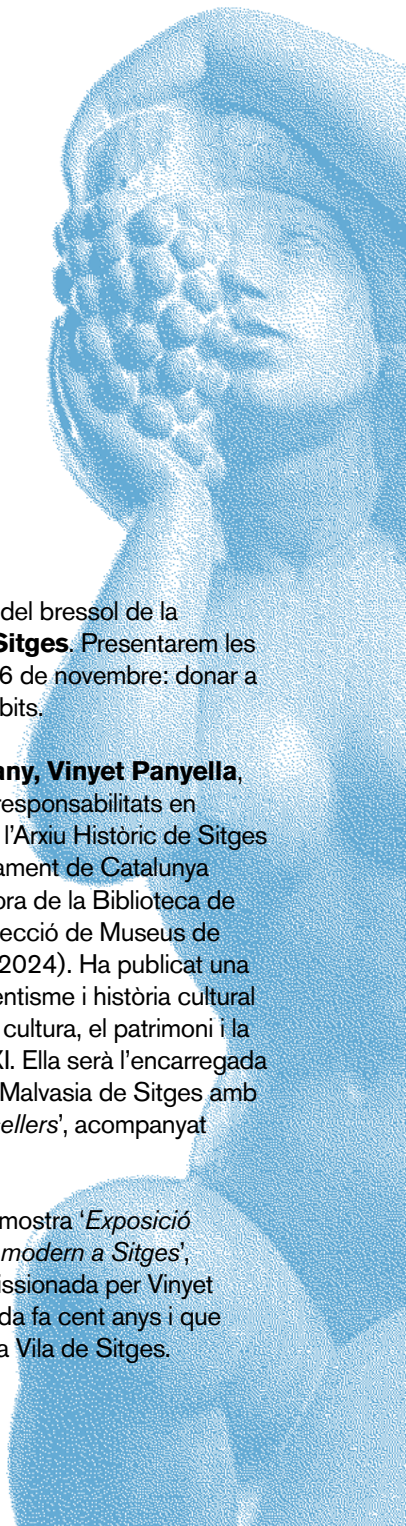 del bressol de la
Sitges. Presentarem les
6 de novembre: donar a
bits.
any, Vinyet Panyella,
responsabilitats en
l'Arxiu Històric de Sitges
ament de Catalunya
ora de la Biblioteca de
ecció de Museus de
2024). Ha publicat una
entisme i història cultural
cultura, el patrimoni i la
XI. Ella serà l'encarregada
Malvasia de Sitges amb
cellers', acompanyat
mostra 'Exposició
modern a Sitges',
issionada per Vinyet
da fa cent anys i que
a Vila de Sitges.